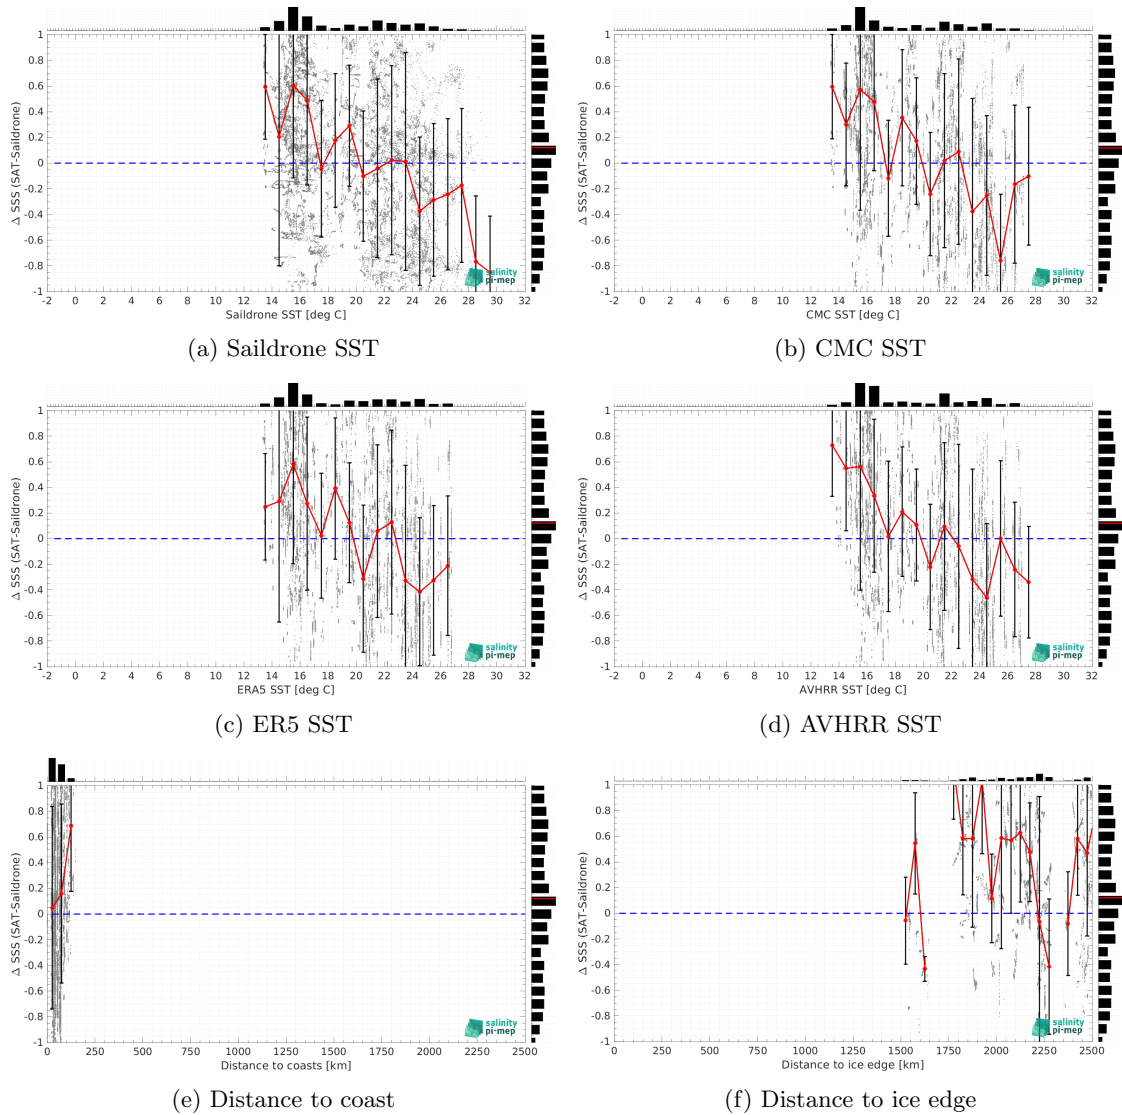 1
0.8
0.6
0.4
0.2
0
-0.2
-0.4
-0.6
-0.8
-1
Δ SSS (SAT-Saildrone)
salinity
pi-mep
-2 0 2 4 6 8 10 12 14 16 18 20 22 24 26 28 30 32
Saildrone SST [deg C]
(a) Saildrone SST
1
0.8
0.6
0.4
0.2
0
-0.2
-0.4
-0.6
-0.8
-1
Δ SSS (SAT-Saildrone)
salinity
pi-mep
-2 0 2 4 6 8 10 12 14 16 18 20 22 24 26 28 30 32
CMC SST [deg C]
(b) CMC SST
1
0.8
0.6
0.4
0.2
0
-0.2
-0.4
-0.6
-0.8
-1
Δ SSS (SAT-Saildrone)
salinity
pi-mep
-2 0 2 4 6 8 10 12 14 16 18 20 22 24 26 28 30 32
ERA5 SST [deg C]
(c) ER5 SST
1
0.8
0.6
0.4
0.2
0
-0.2
-0.4
-0.6
-0.8
-1
Δ SSS (SAT-Saildrone)
salinity
pi-mep
-2 0 2 4 6 8 10 12 14 16 18 20 22 24 26 28 30 32
AVHRR SST [deg C]
(d) AVHRR SST
1
0.8
0.6
0.4
0.2
0
-0.2
-0.4
-0.6
-0.8
-1
Δ SSS (SAT-Saildrone)
salinity
pi-mep
0 250 500 750 1000 1250 1500 1750 2000 2250 2500
Distance to coasts [km]
(e) Distance to coast
1
0.8
0.6
0.4
0.2
0
-0.2
-0.4
-0.6
-0.8
-1
Δ SSS (SAT-Saildrone)
salinity
pi-mep
0 250 500 750 1000 1250 1500 1750 2000 2250 2500
Distance to ice edge [km]
(f) Distance to ice edge